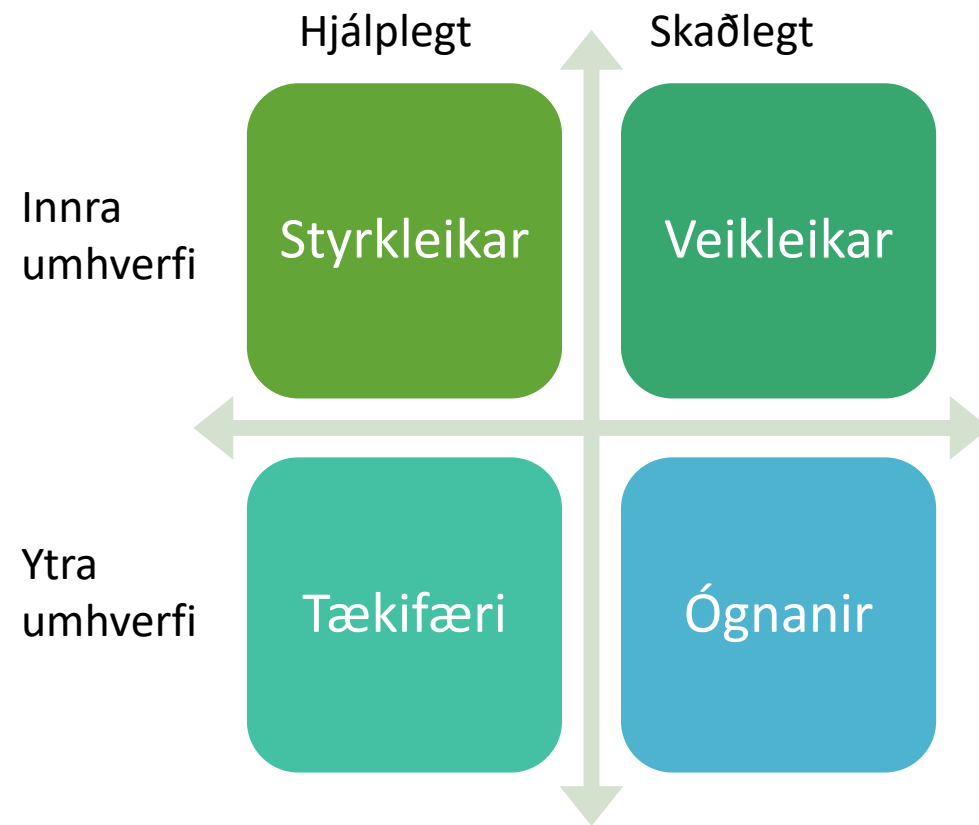 Hjálplegt
Skaðlegt
Innra
umhverfi
Styrkleikar
Veikleikar
Ytra
umhverfi
Tækifæri
Ógnanir